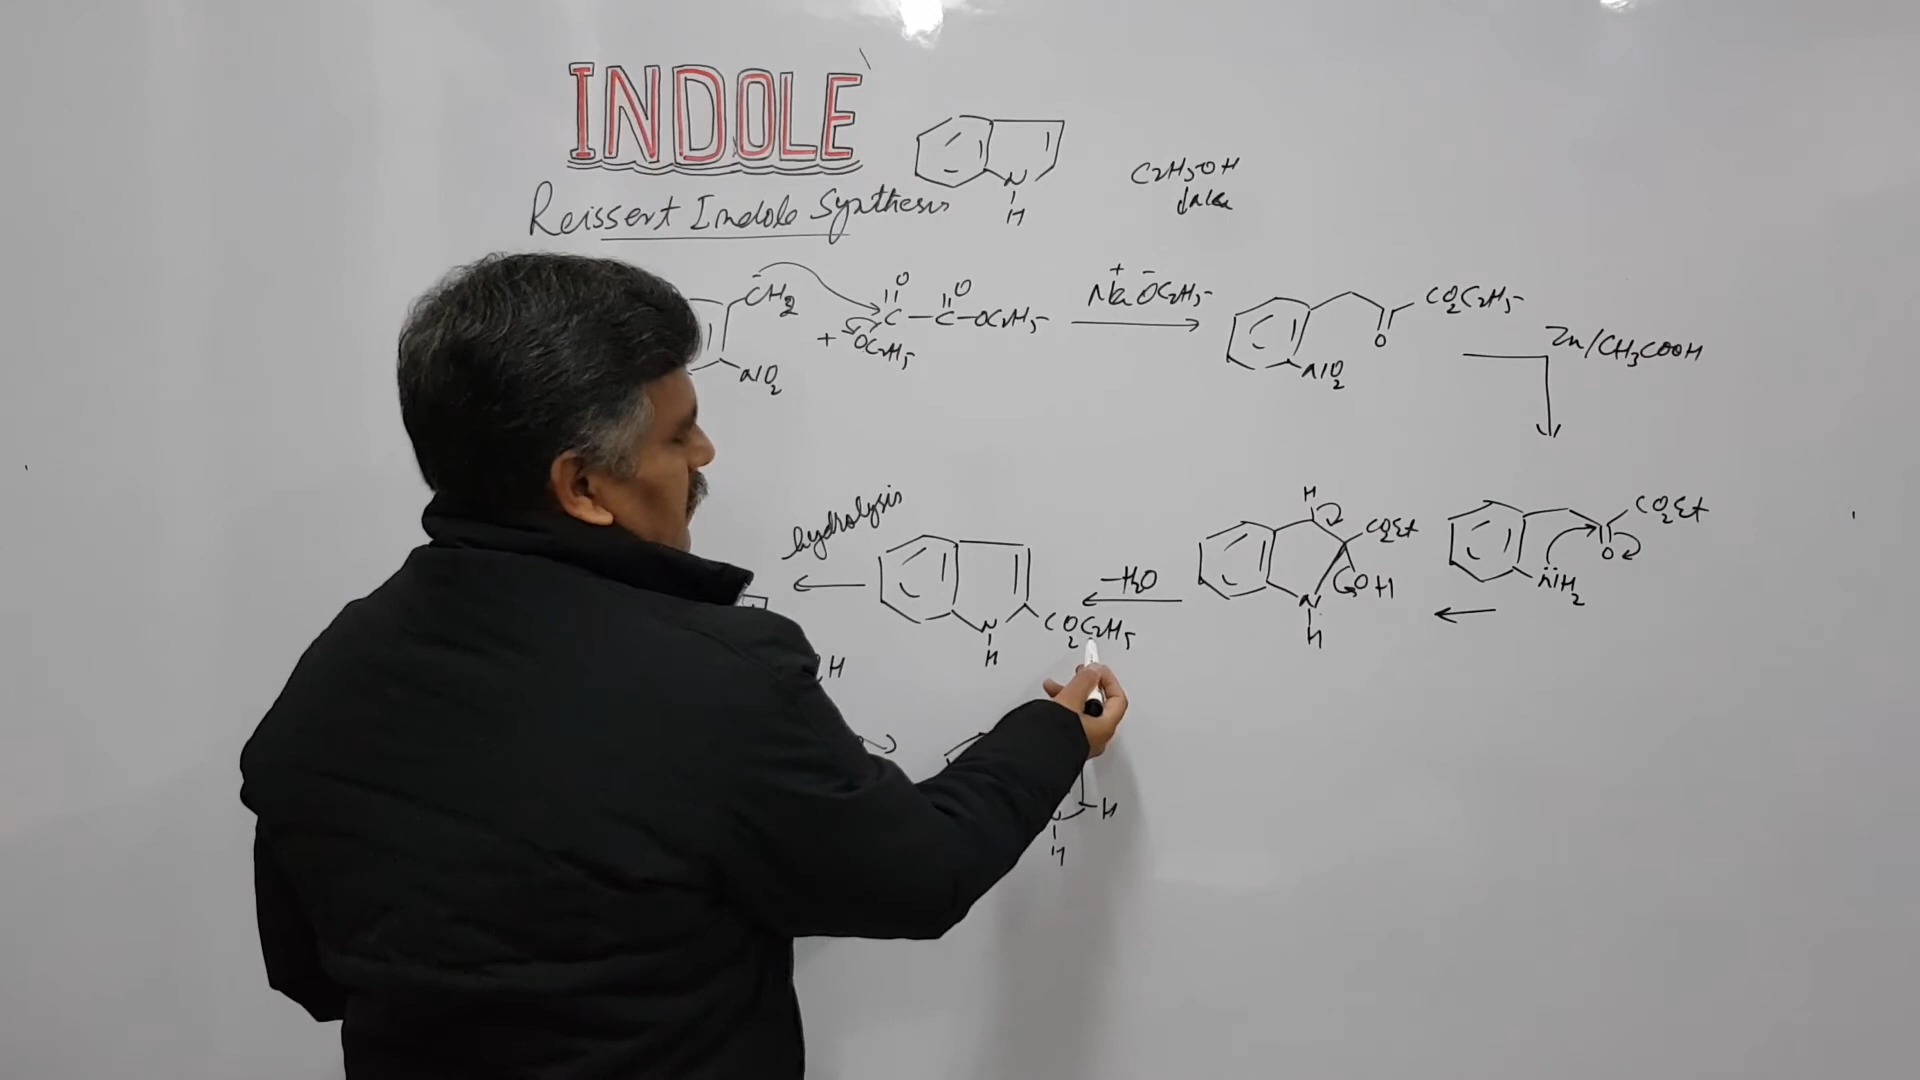 INDOLE
N
H
C2H5OH
Reissert Indole Synthesis
CH2
NO2
+
O
C
OC2H5
O
C-OC2H5
Na+ -OC2H5
CO2C2H5
O
NO2
Zn/CH3COOH
hydrolysis
N
H
CO2C2H5
-H2O
H
CO2Et
OH
N
H
CO2Et
O
NH2
H
H
H